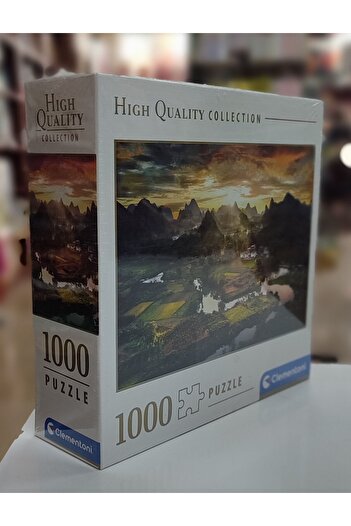 HIGH
QUALITY
COLLECTION
1000
PUZZLE
Clementoni
HIGH QUALITY COLLECTION
1000 PUZZLE
Clementoni